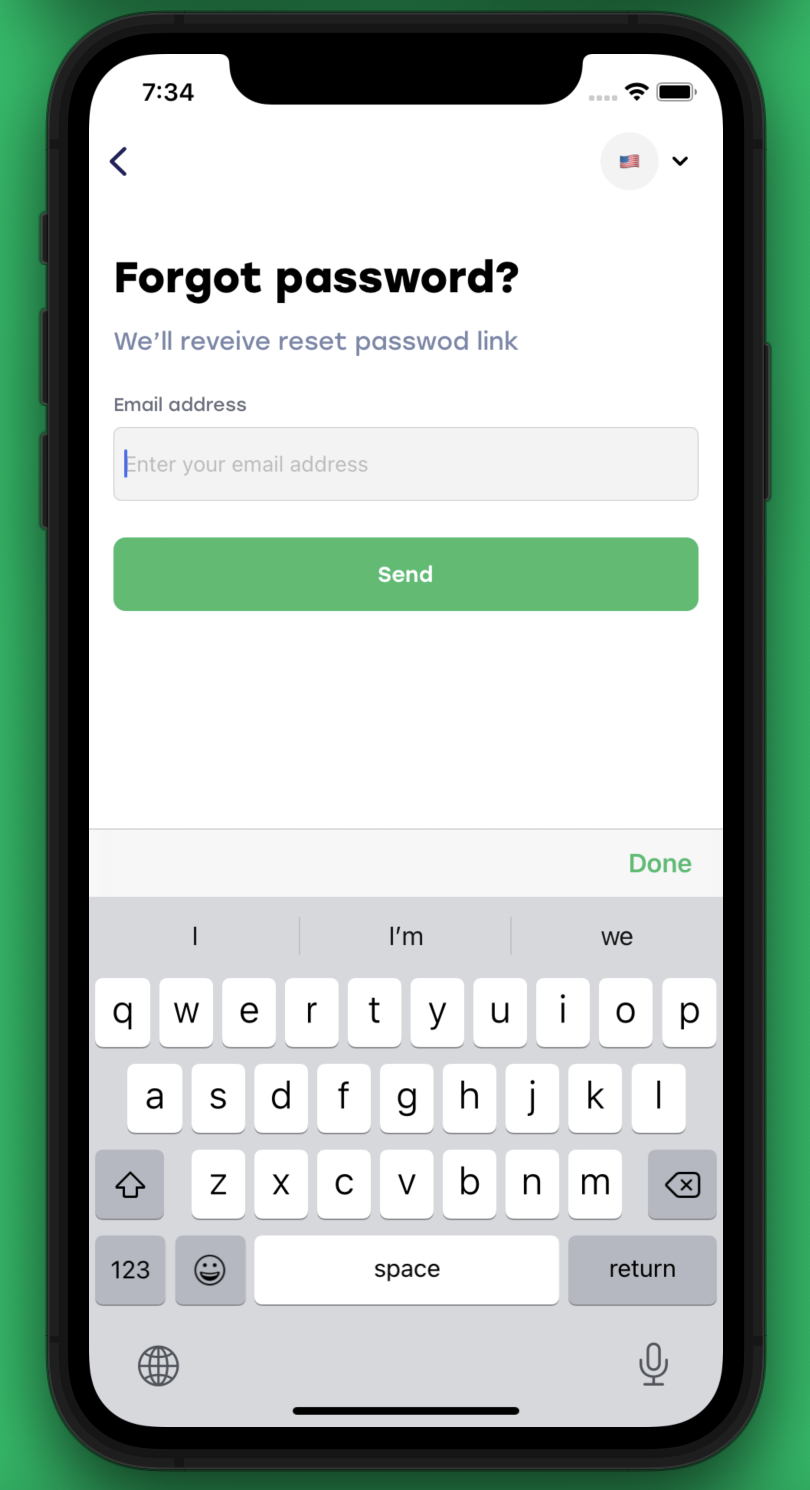 7:34
Forgot password?
We’ll reveive reset passwod link
Email address
Enter your email address
Send
Done
I I’m we
q w e r t y u i o p
a s d f g h j k l
z x c v b n m
123 space return